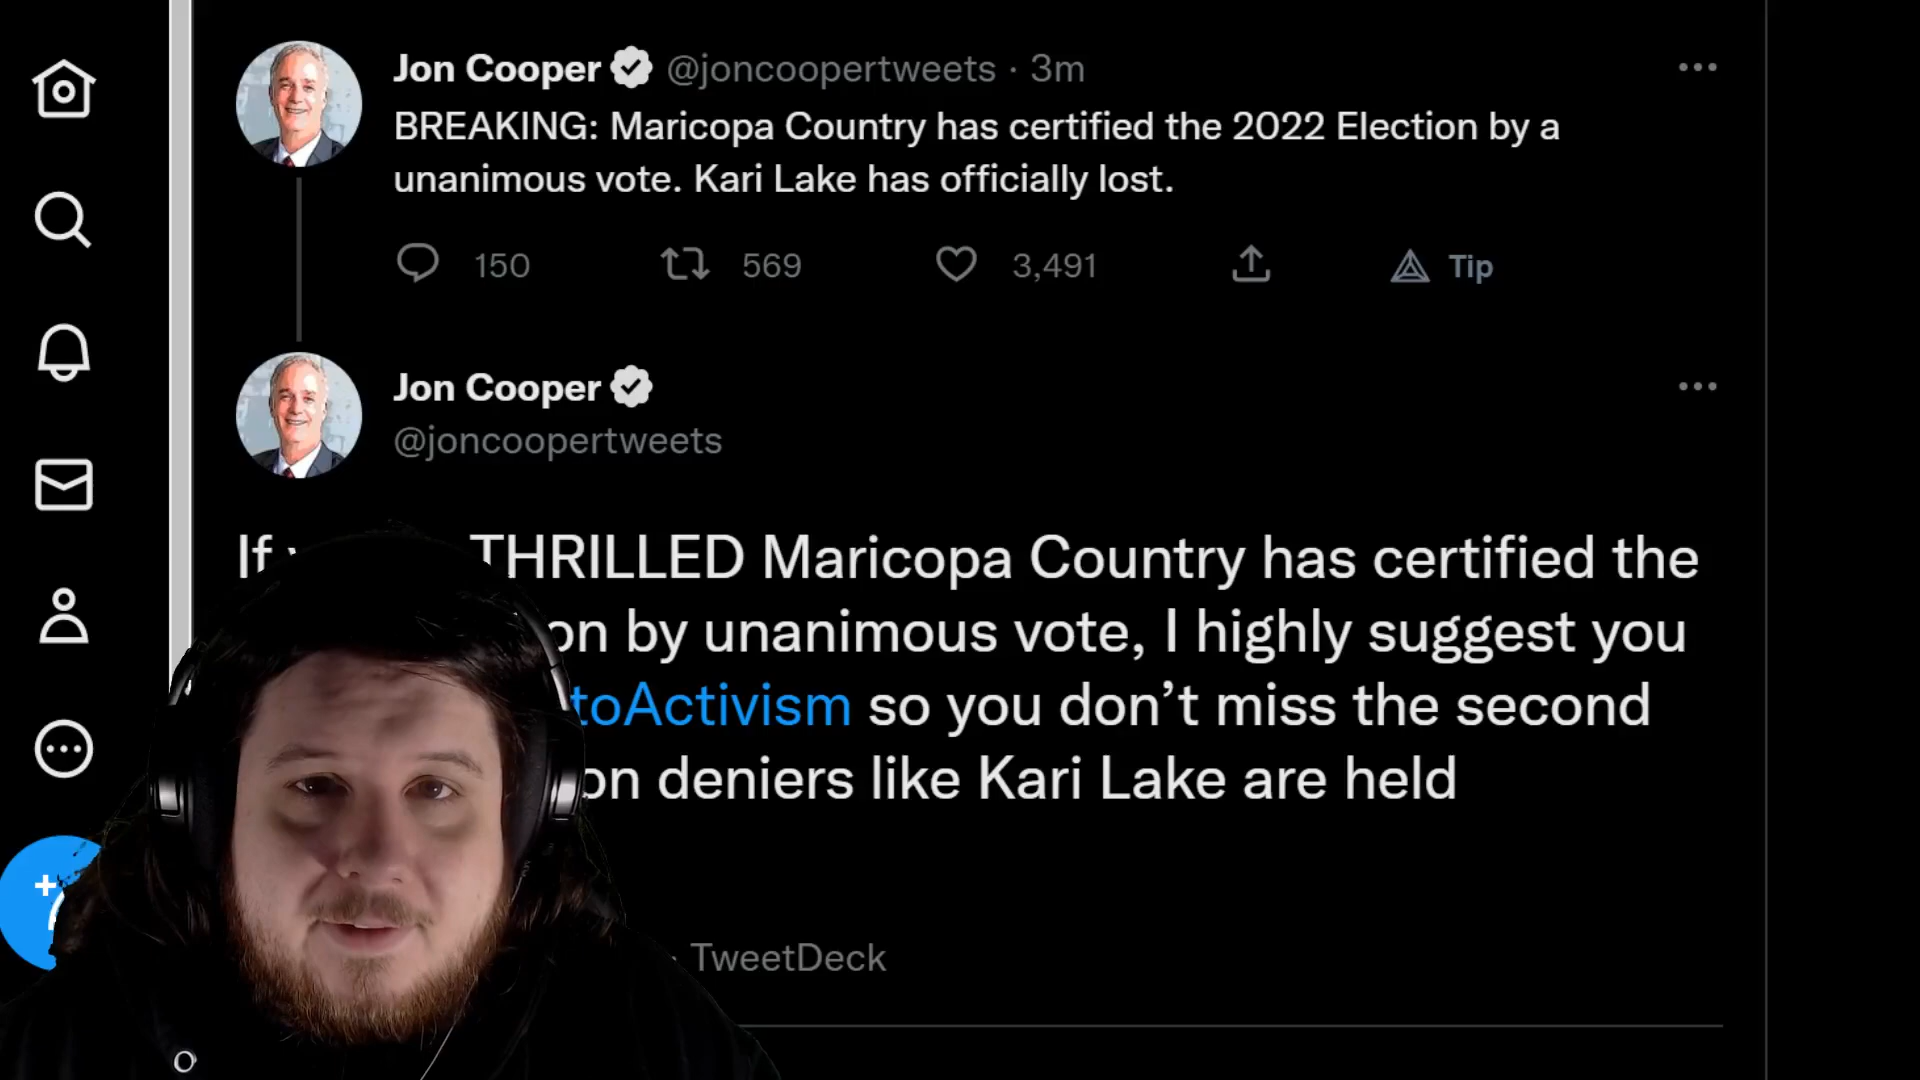 Jon Cooper @joncoopertweets · 3m
BREAKING: Maricopa Country has certified the 2022 Election by a
unanimous vote. Kari Lake has officially lost.
150 569 3,491 Tip
Jon Cooper
@joncoopertweets
If THRILLED Maricopa Country has certified the
on by unanimous vote, I highly suggest you
toActivism so you don’t miss the second
on deniers like Kari Lake are held
· TweetDeck